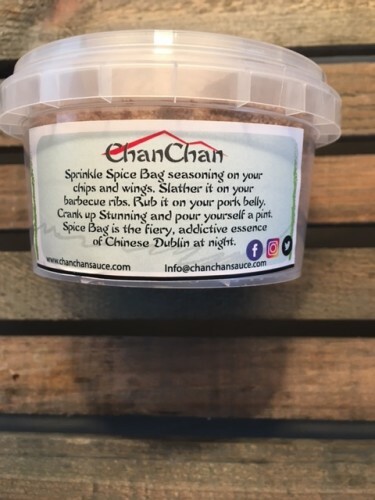 ChanChan
Sprinkle Spice Bag seasoning on your
chips and wings. Slather it on your
barbecue ribs. Rub it on your pork belly.
Crank up Stunning and pour yourself a pint.
Spice Bag is the fiery, addictive essence
of Chinese Dublin at night.
www.chanchansauce.com Info@chanchansauce.com